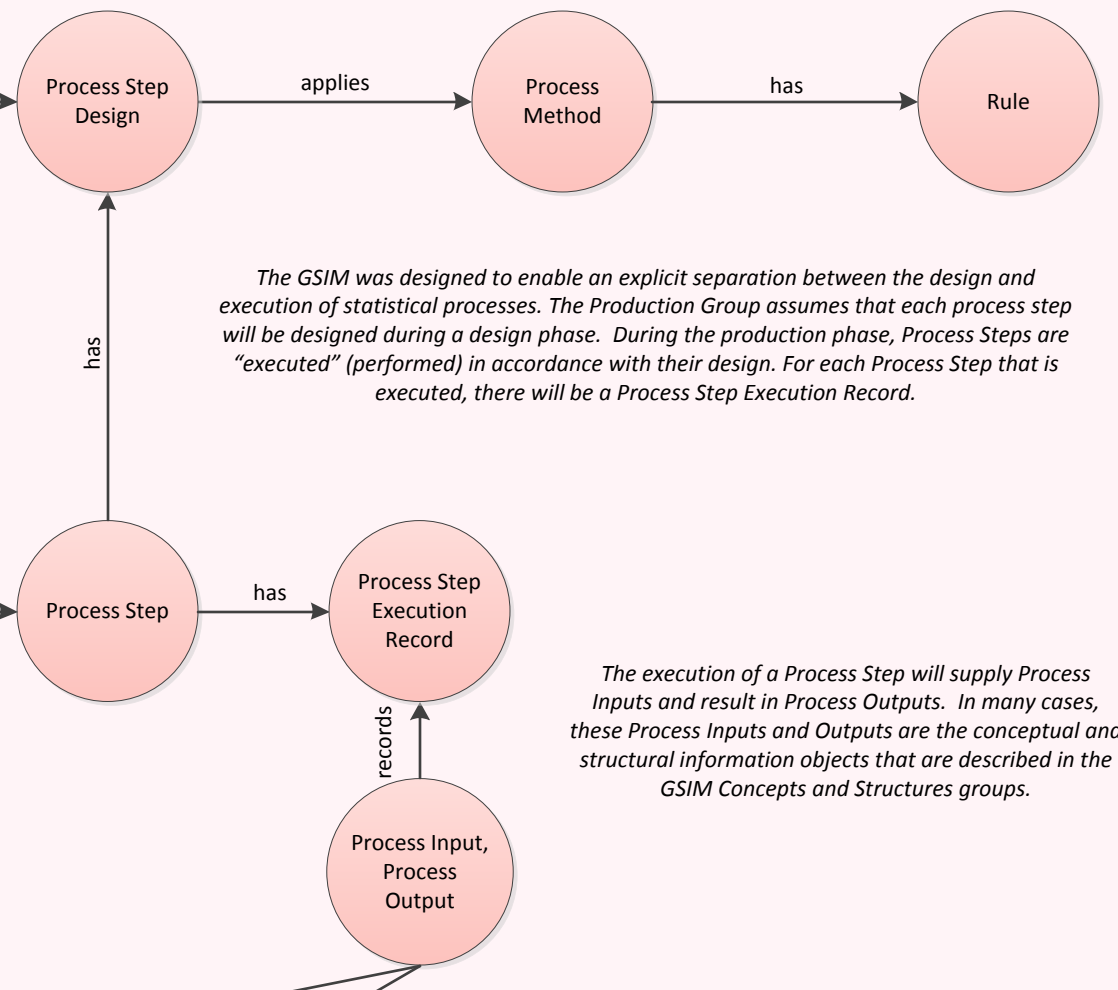 Process Step
Design
applies
Process
Method
has
Rule
The GSIM was designed to enable an explicit separation between the design and
execution of statistical processes. The Production Group assumes that each process step
will be designed during a design phase.  During the production phase, Process Steps are
“executed” (performed) in accordance with their design. For each Process Step that is
executed, there will be a Process Step Execution Record.
has
Process Step
has
Process Step
Execution
Record
The execution of a Process Step will supply Process
Inputs and result in Process Outputs.  In many cases,
these Process Inputs and Outputs are the conceptual and
structural information objects that are described in the
GSIM Concepts and Structures groups.
records
Process Input,
Process
Output